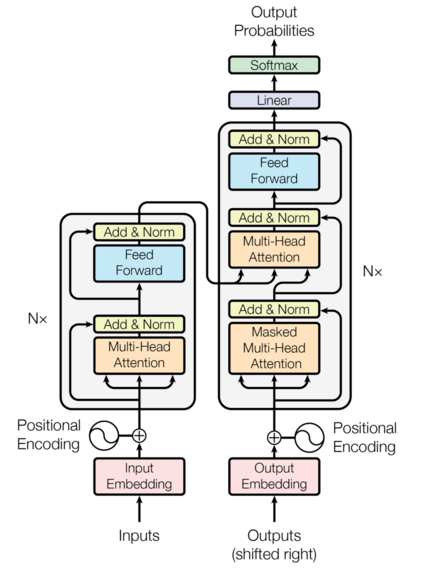 Output
Probabilities
Softmax
Linear
Add & Norm
Feed
Forward
Add & Norm
Multi-Head
Attention
Add & Norm
Masked
Multi-Head
Attention
N×
Add & Norm
Feed
Forward
Add & Norm
Multi-Head
Attention
N×
Positional
Encoding
Input
Embedding
Inputs
Positional
Encoding
Output
Embedding
Outputs
(shifted right)